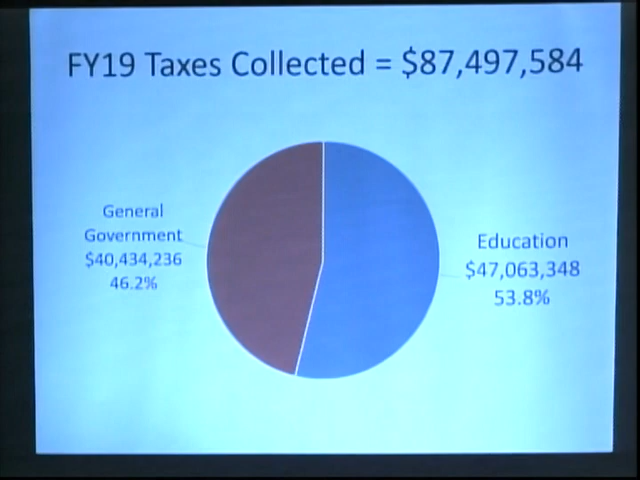 FY19 Taxes Collected = $87,497,584
General
Government
$40,434,236
46.2%
Education
$47,063,348
53.8%